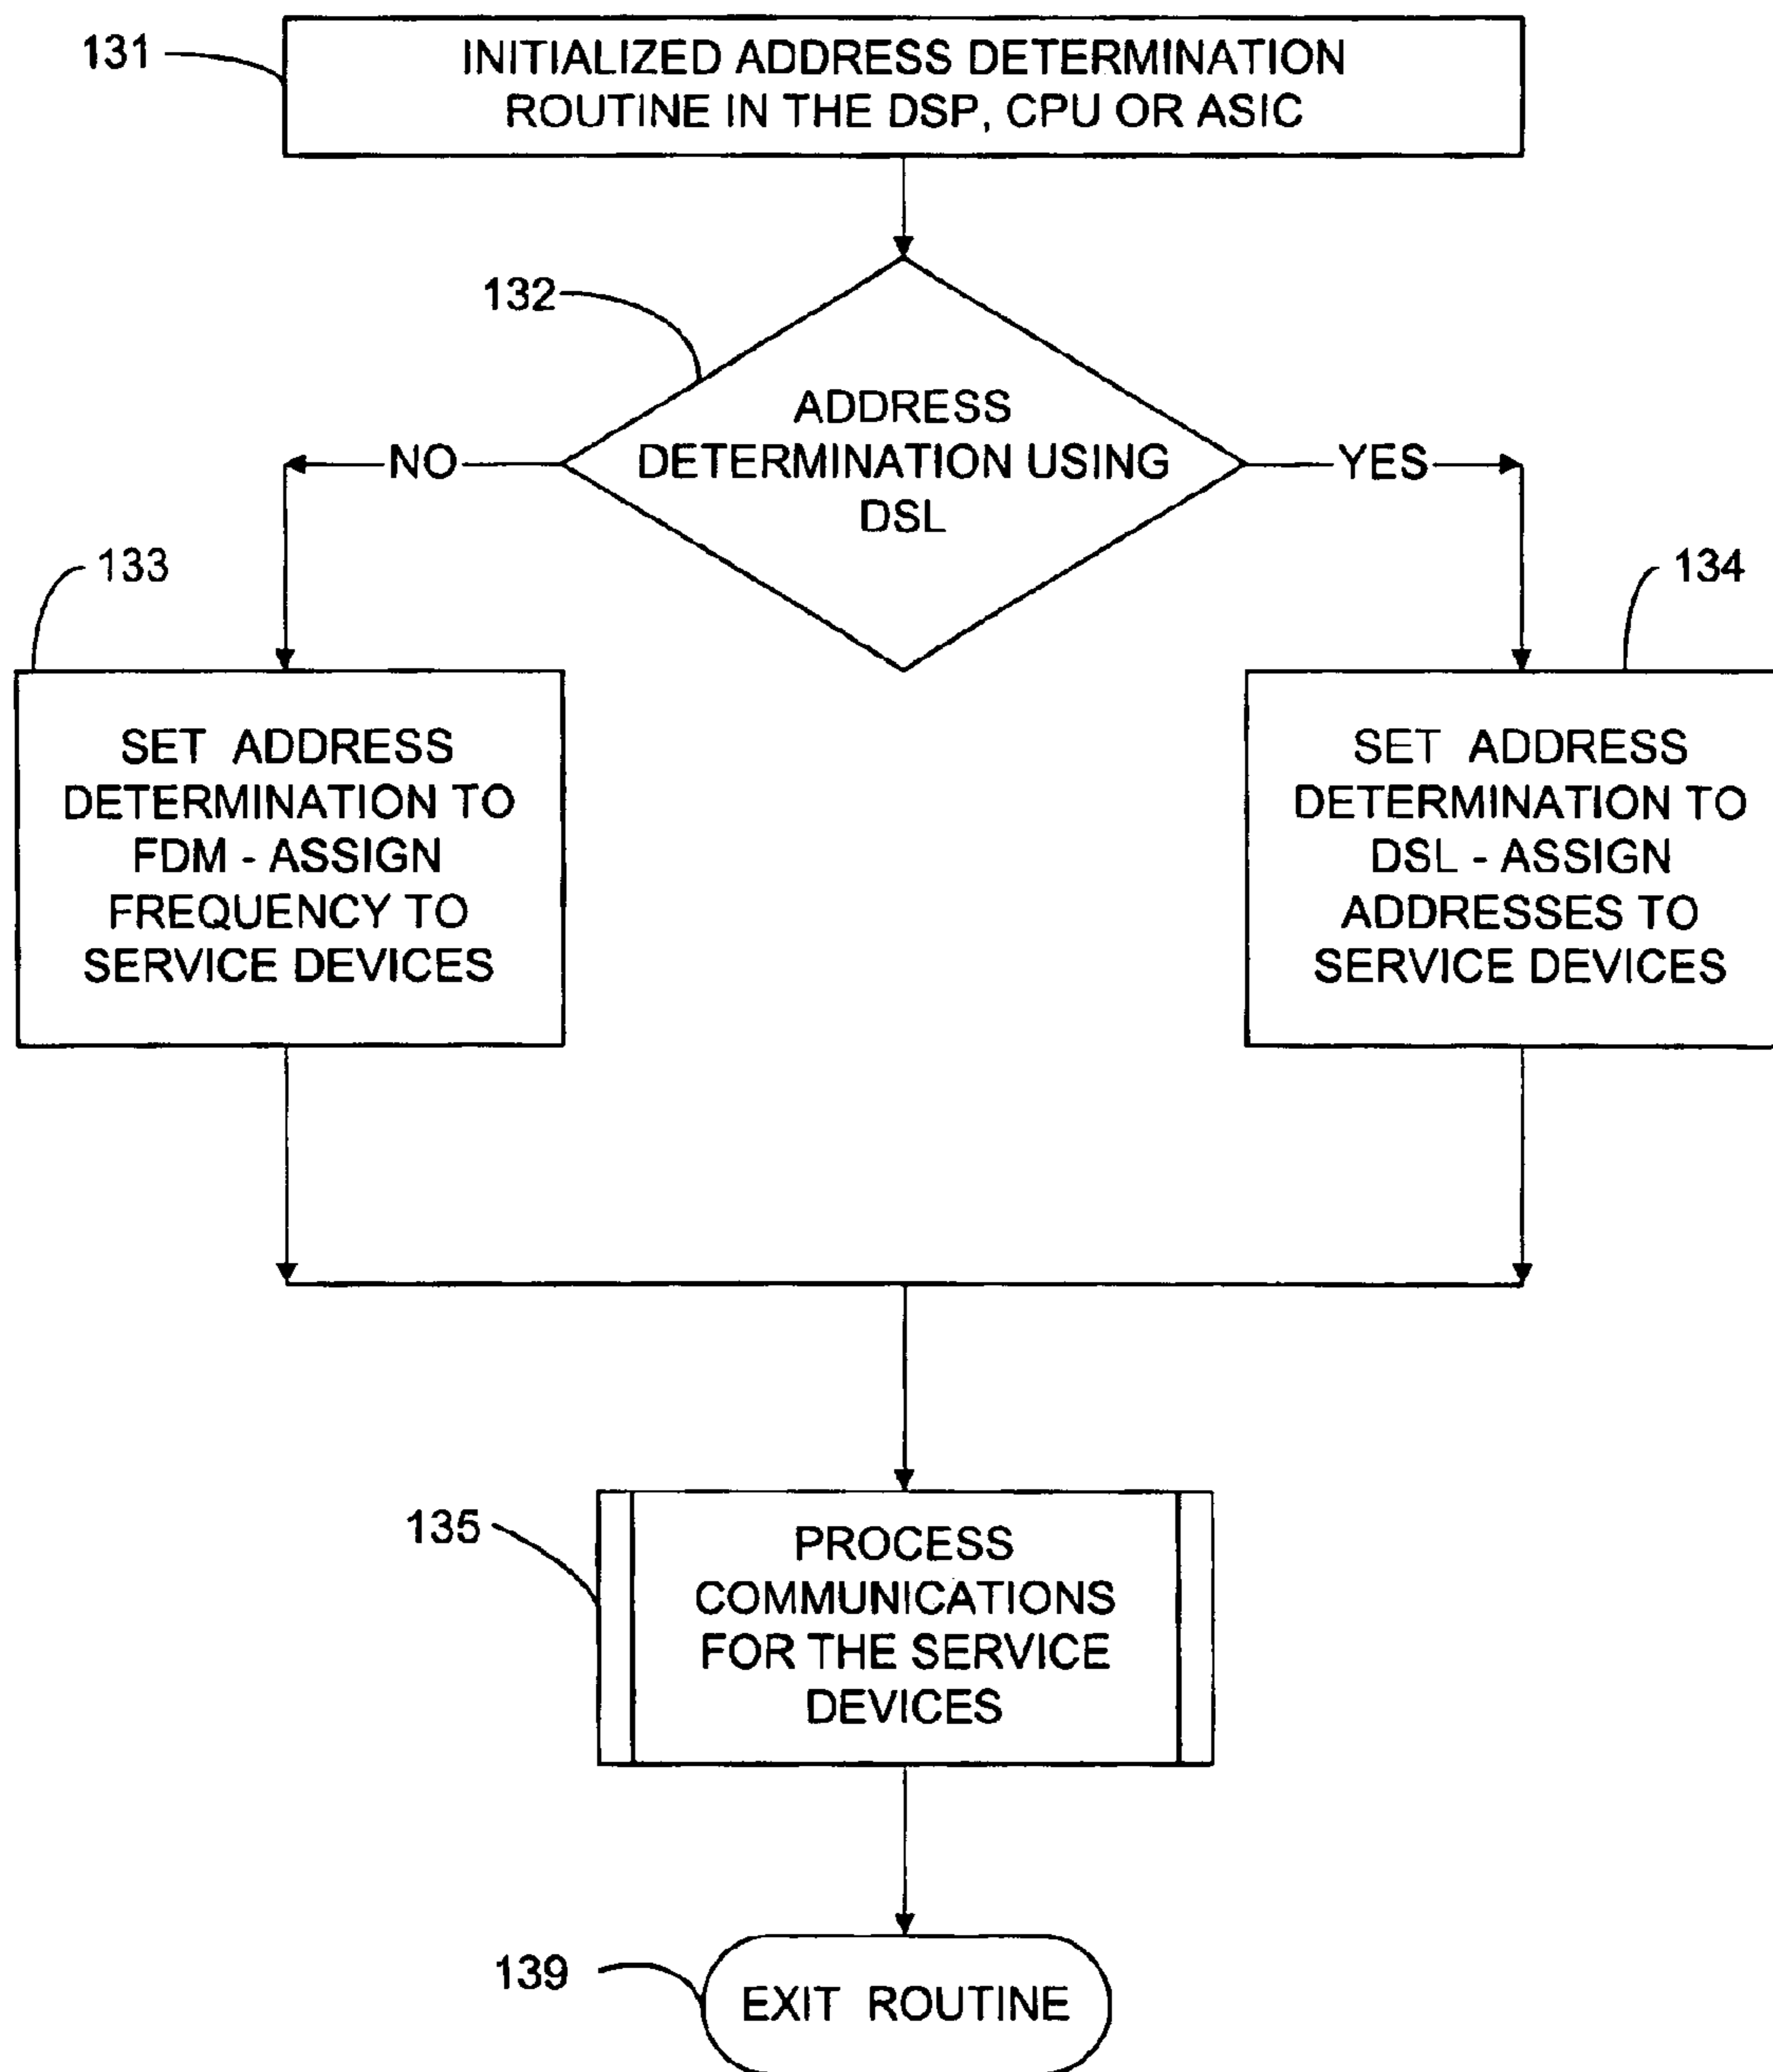 131
INITIALIZED ADDRESS DETERMINATION
ROUTINE IN THE DSP, CPU OR ASIC
132
ADDRESS
DETERMINATION USING
DSL
NO
YES
133
134
SET ADDRESS
DETERMINATION TO
FDM - ASSIGN
FREQUENCY TO
SERVICE DEVICES
SET ADDRESS
DETERMINATION TO
DSL - ASSIGN
ADDRESSES TO
SERVICE DEVICES
135
PROCESS
COMMUNICATIONS
FOR THE SERVICE
DEVICES
139
EXIT ROUTINE